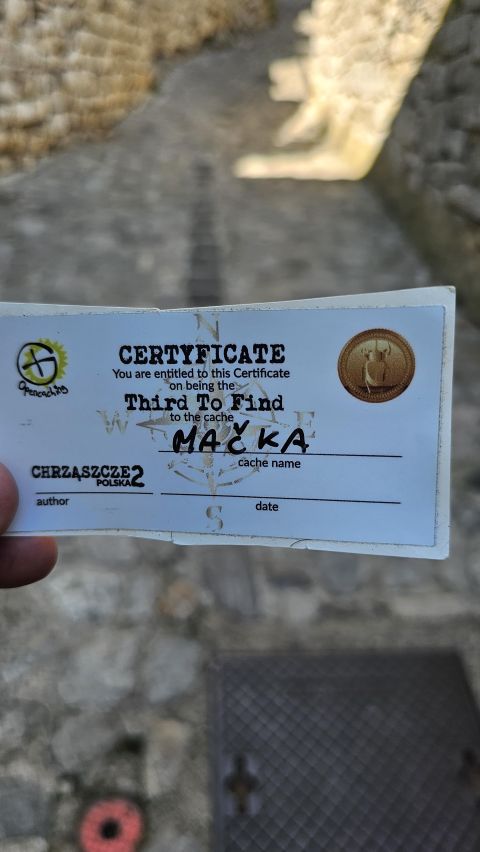 Opencaching
N
CERTYFICATE
You are entitled to this Certificate
on being the
Third To Find
to the cache
W
E
MAČKA
cache name
CHRZĄSZCZE2
POLSKA
author
date
S